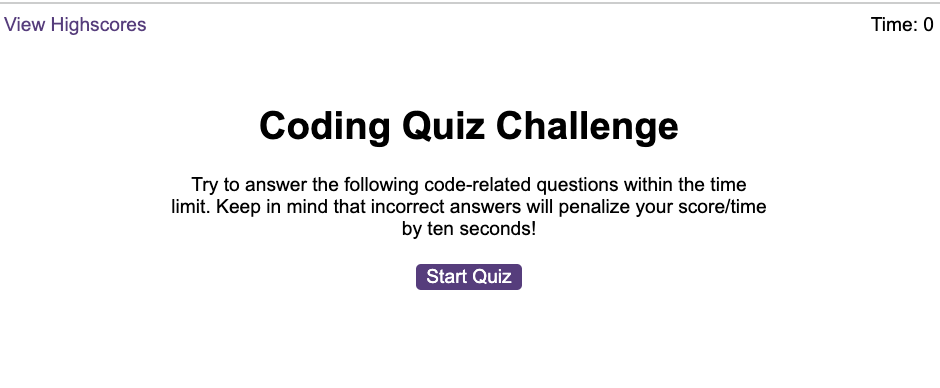 View Highscores
Time: 0
Coding Quiz Challenge
Try to answer the following code-related questions within the time
limit. Keep in mind that incorrect answers will penalize your score/time
by ten seconds!
Start Quiz